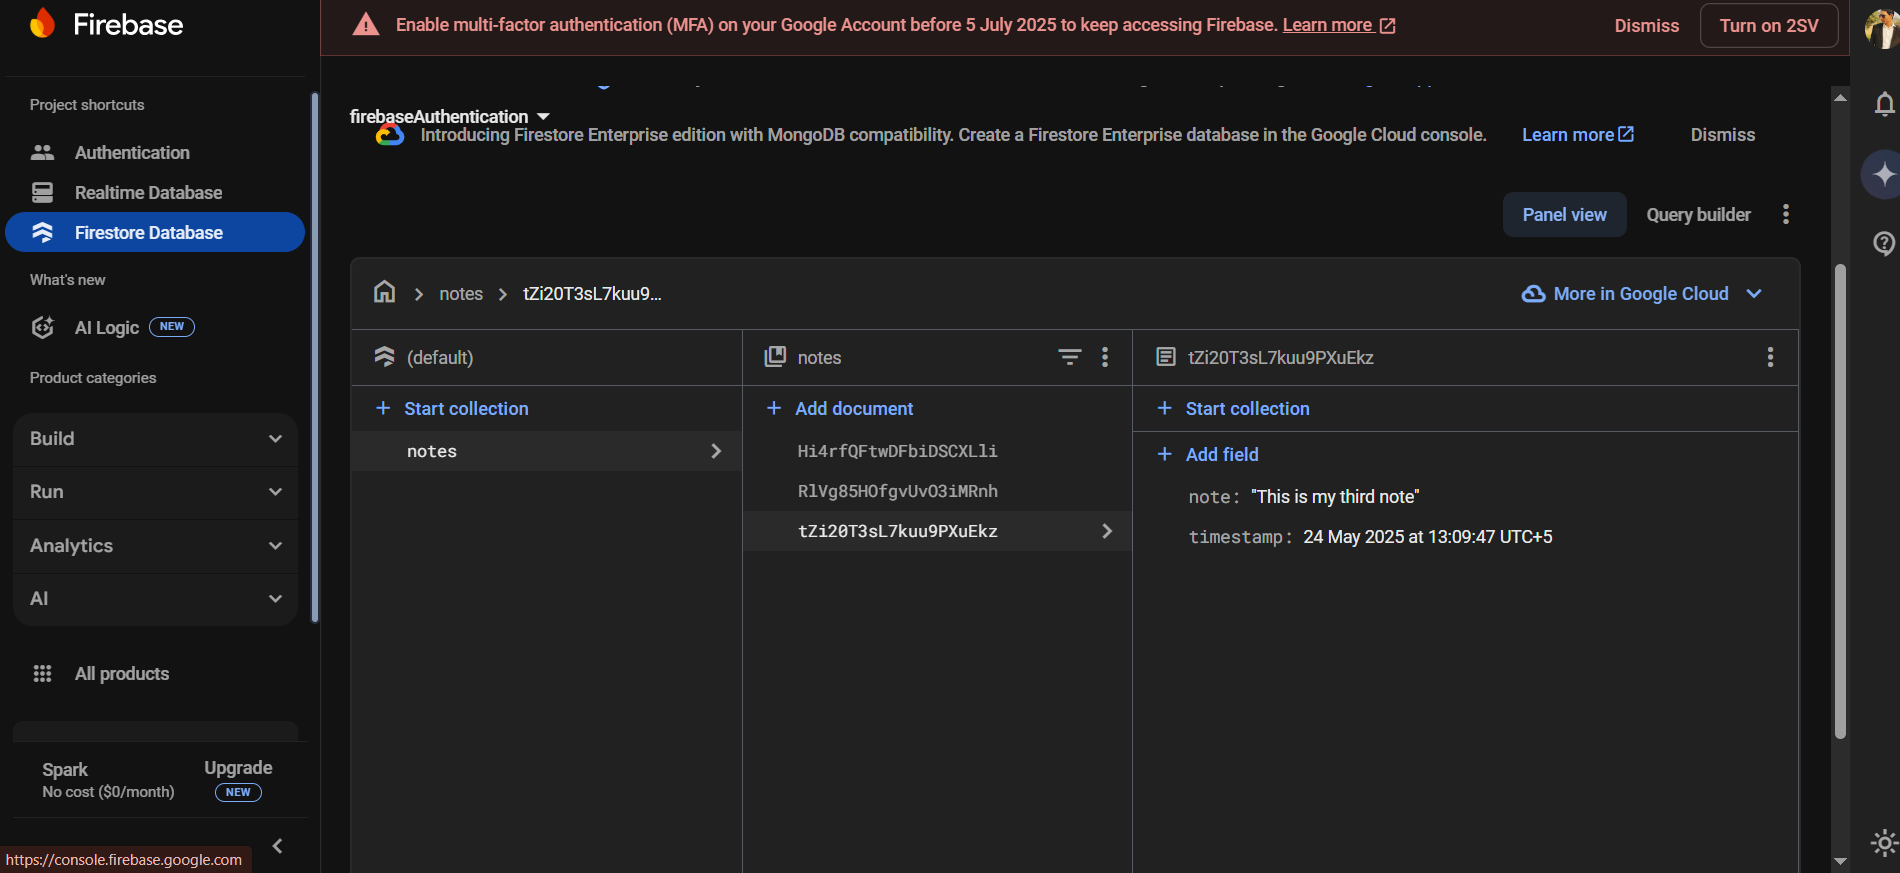 Firebase
Enable multi-factor authentication (MFA) on your Google Account before 5 July 2025 to keep accessing Firebase. Learn more
Dismiss
Turn on 2SV
Project shortcuts
Authentication
Realtime Database
Firestore Database
What's new
AI Logic NEW
Product categories
Build
Run
Analytics
AI
All products
Spark
No cost ($0/month)
Upgrade
NEW
https://console.firebase.google.com
firebaseAuthentication
Introducing Firestore Enterprise edition with MongoDB compatibility. Create a Firestore Enterprise database in the Google Cloud console.
Learn more
Dismiss
Panel view
Query builder
notes
tZi20T3sL7kuu9...
More in Google Cloud
(default)
Start collection
notes
notes
Add document
Hi4rfQFtwDFbiDSCXLli
RlVg85HOfgvUvO3iMRnh
tZi20T3sL7kuu9PXuEkz
tZi20T3sL7kuu9PXuEkz
Start collection
Add field
note: "This is my third note"
timestamp: 24 May 2025 at 13:09:47 UTC+5